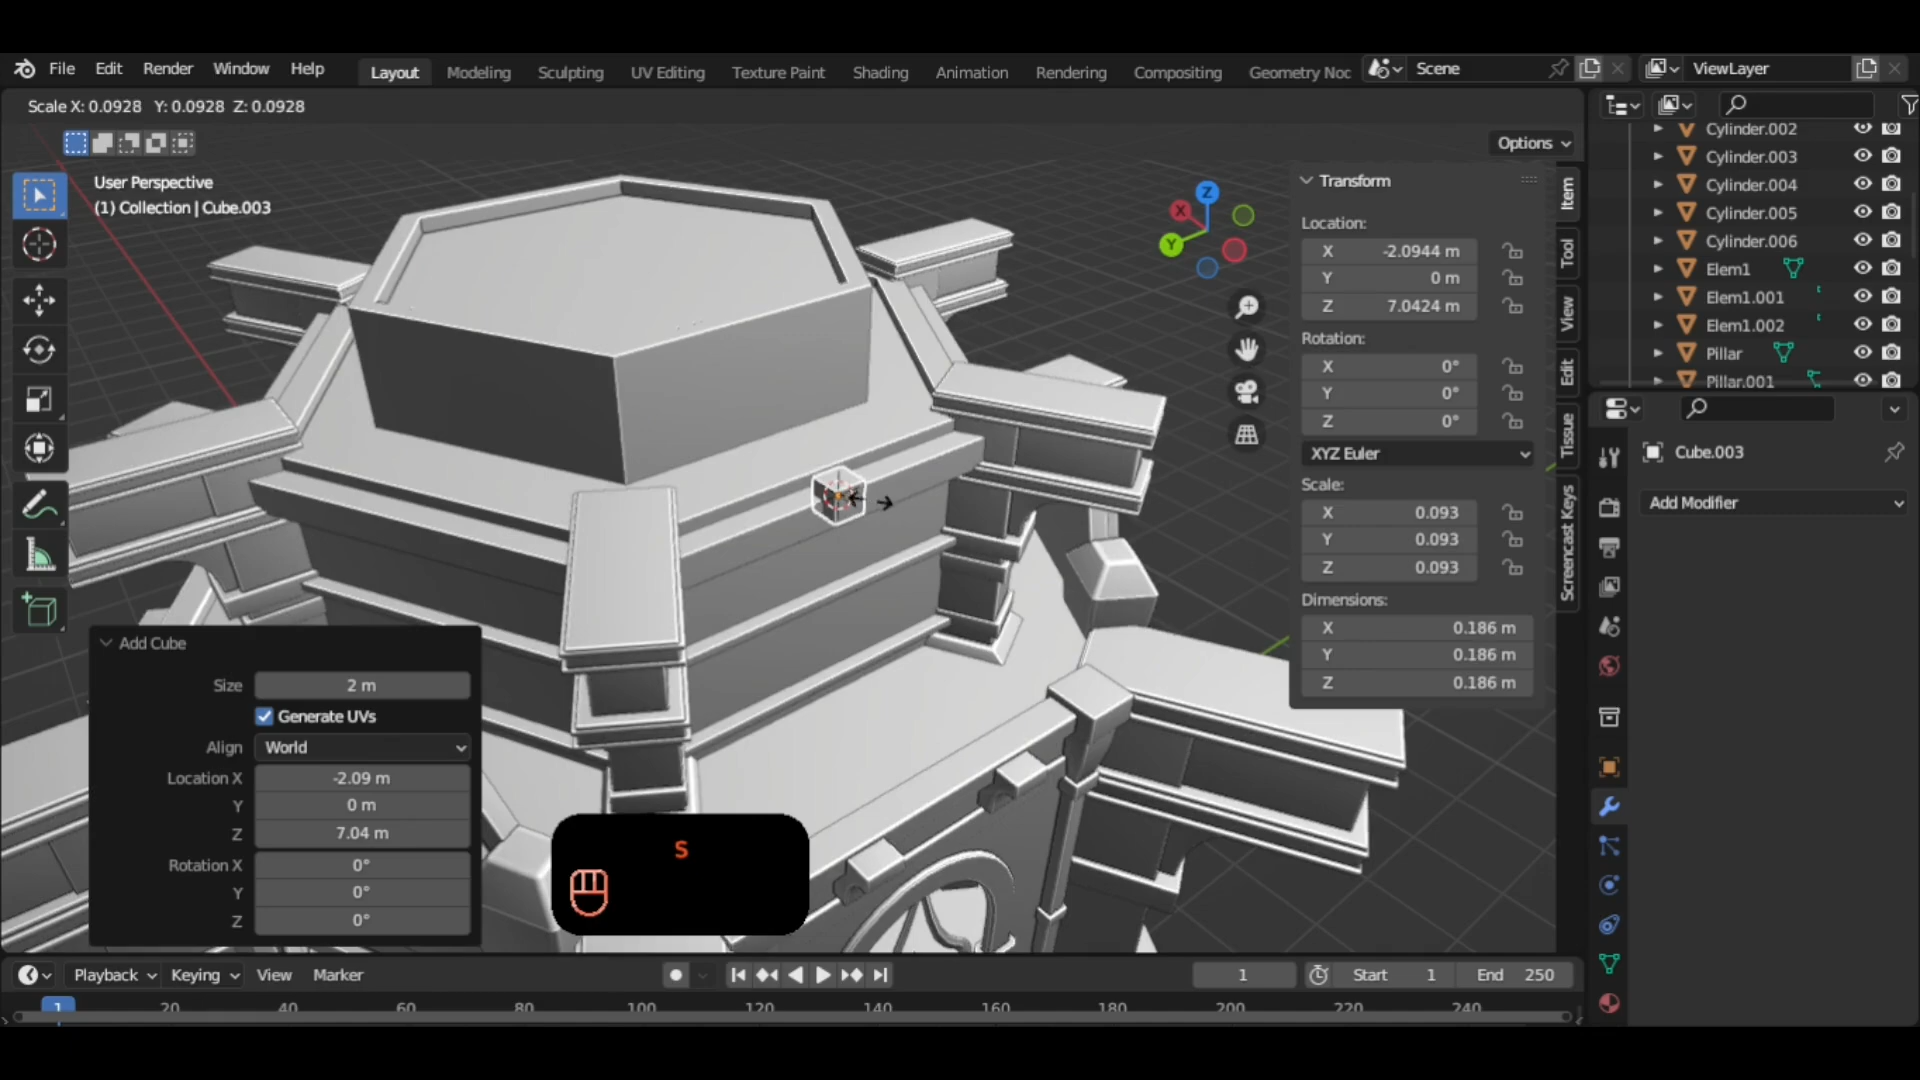 File Edit Render Window Help Layout Modeling Sculpting UV Editing Texture Paint Shading Animation Rendering Compositing Geometry Noc Scene ViewLayer
Scale X: 0.0928 Y: 0.0928 Z: 0.0928
Options
User Perspective
(1) Collection | Cube.003
Z
X
Y
Transform
Location:
X -2.0944 m
Y 0 m
Z 7.0424 m
Rotation:
X 0°
Y 0°
Z 0°
XYZ Euler
Scale:
X 0.093
Y 0.093
Z 0.093
Dimensions:
X 0.186 m
Y 0.186 m
Z 0.186 m
Item
Tool
View
Edit
Tissue
Screencast Keys
Cylinder.002
Cylinder.003
Cylinder.004
Cylinder.005
Cylinder.006
Elem1
Elem1.001
Elem1.002
Pillar
Pillar.001
Cube.003
Add Modifier
Add Cube
Size 2 m
Generate UVs
Align World
Location X -2.09 m
Y 0 m
Z 7.04 m
Rotation X 0°
Y 0°
Z 0°
S
Playback Keying View Marker 1 Start 1 End 250
1 20 40 60 80 100 120 140 160 180 200 220 240